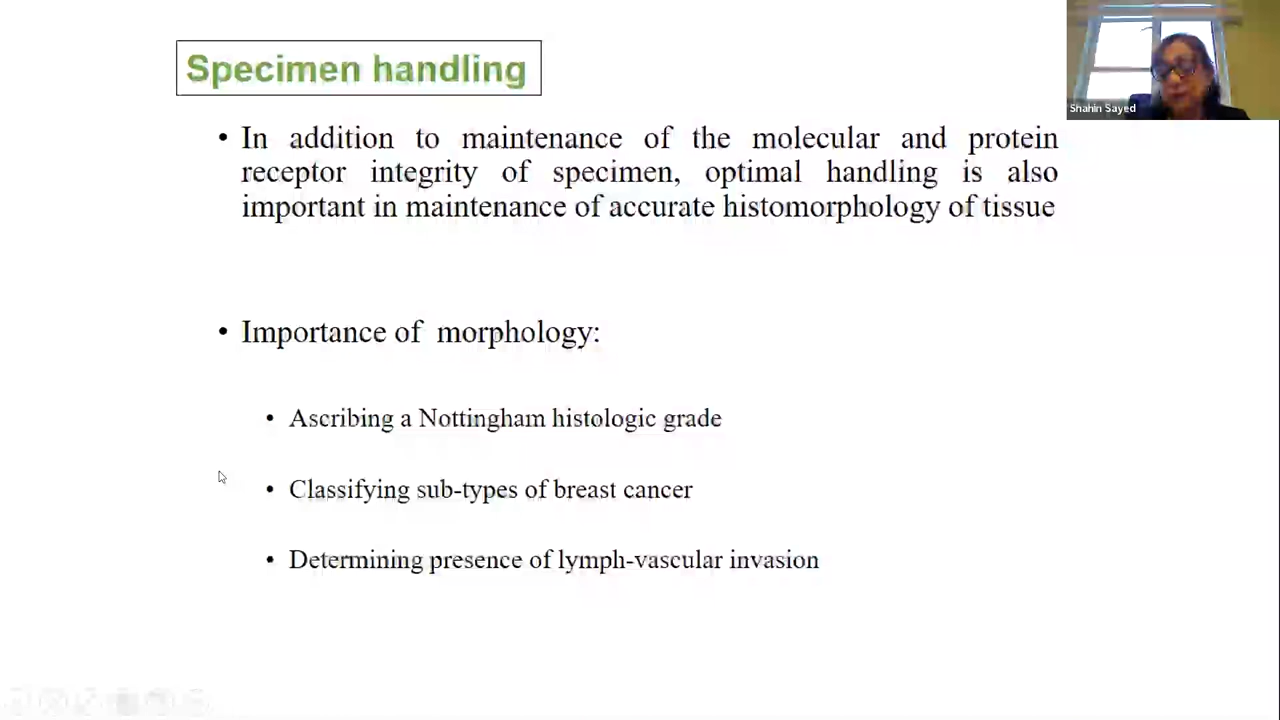 Specimen handling
Shahin Sayed
• In addition to maintenance of the molecular and protein
receptor integrity of specimen, optimal handling is also
important in maintenance of accurate histomorphology of tissue
• Importance of morphology:
• Ascribing a Nottingham histologic grade
• Classifying sub-types of breast cancer
• Determining presence of lymph-vascular invasion